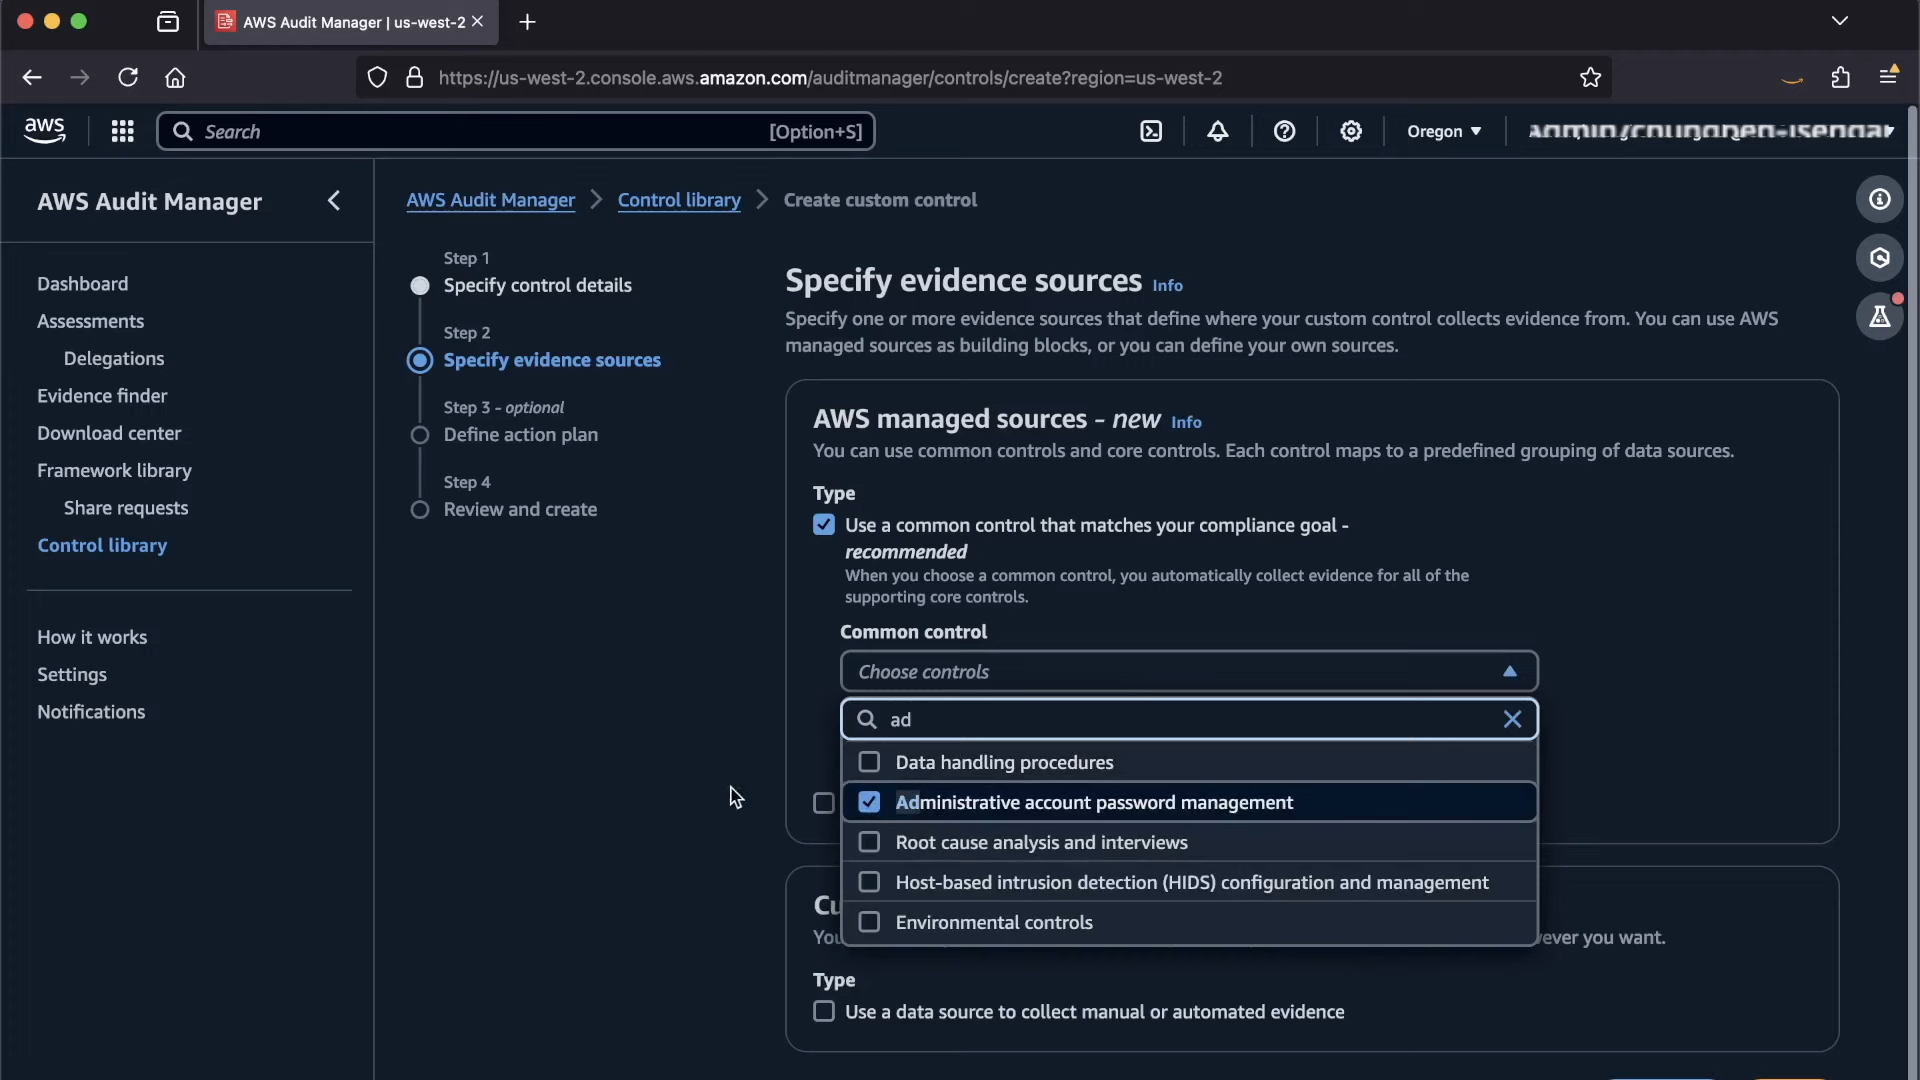 AWS Audit Manager | us-west-2
https://us-west-2.console.aws.amazon.com/auditmanager/controls/create?region=us-west-2
aws
Search
[Option+S]
Oregon
AWS Audit Manager
Dashboard
Assessments
Delegations
Evidence finder
Download center
Framework library
Share requests
Control library
How it works
Settings
Notifications
AWS Audit Manager
Control library
Create custom control
Step 1
Specify control details
Step 2
Specify evidence sources
Step 3 - optional
Define action plan
Step 4
Review and create
Specify evidence sources Info
Specify one or more evidence sources that define where your custom control collects evidence from. You can use AWS
managed sources as building blocks, or you can define your own sources.
AWS managed sources - new Info
You can use common controls and core controls. Each control maps to a predefined grouping of data sources.
Type
Use a common control that matches your compliance goal -
recommended
When you choose a common control, you automatically collect evidence for all of the
supporting core controls.
Common control
Choose controls
ad
Data handling procedures
Administrative account password management
Root cause analysis and interviews
Host-based intrusion detection (HIDS) configuration and management
Environmental controls
you want.
Type
Use a data source to collect manual or automated evidence